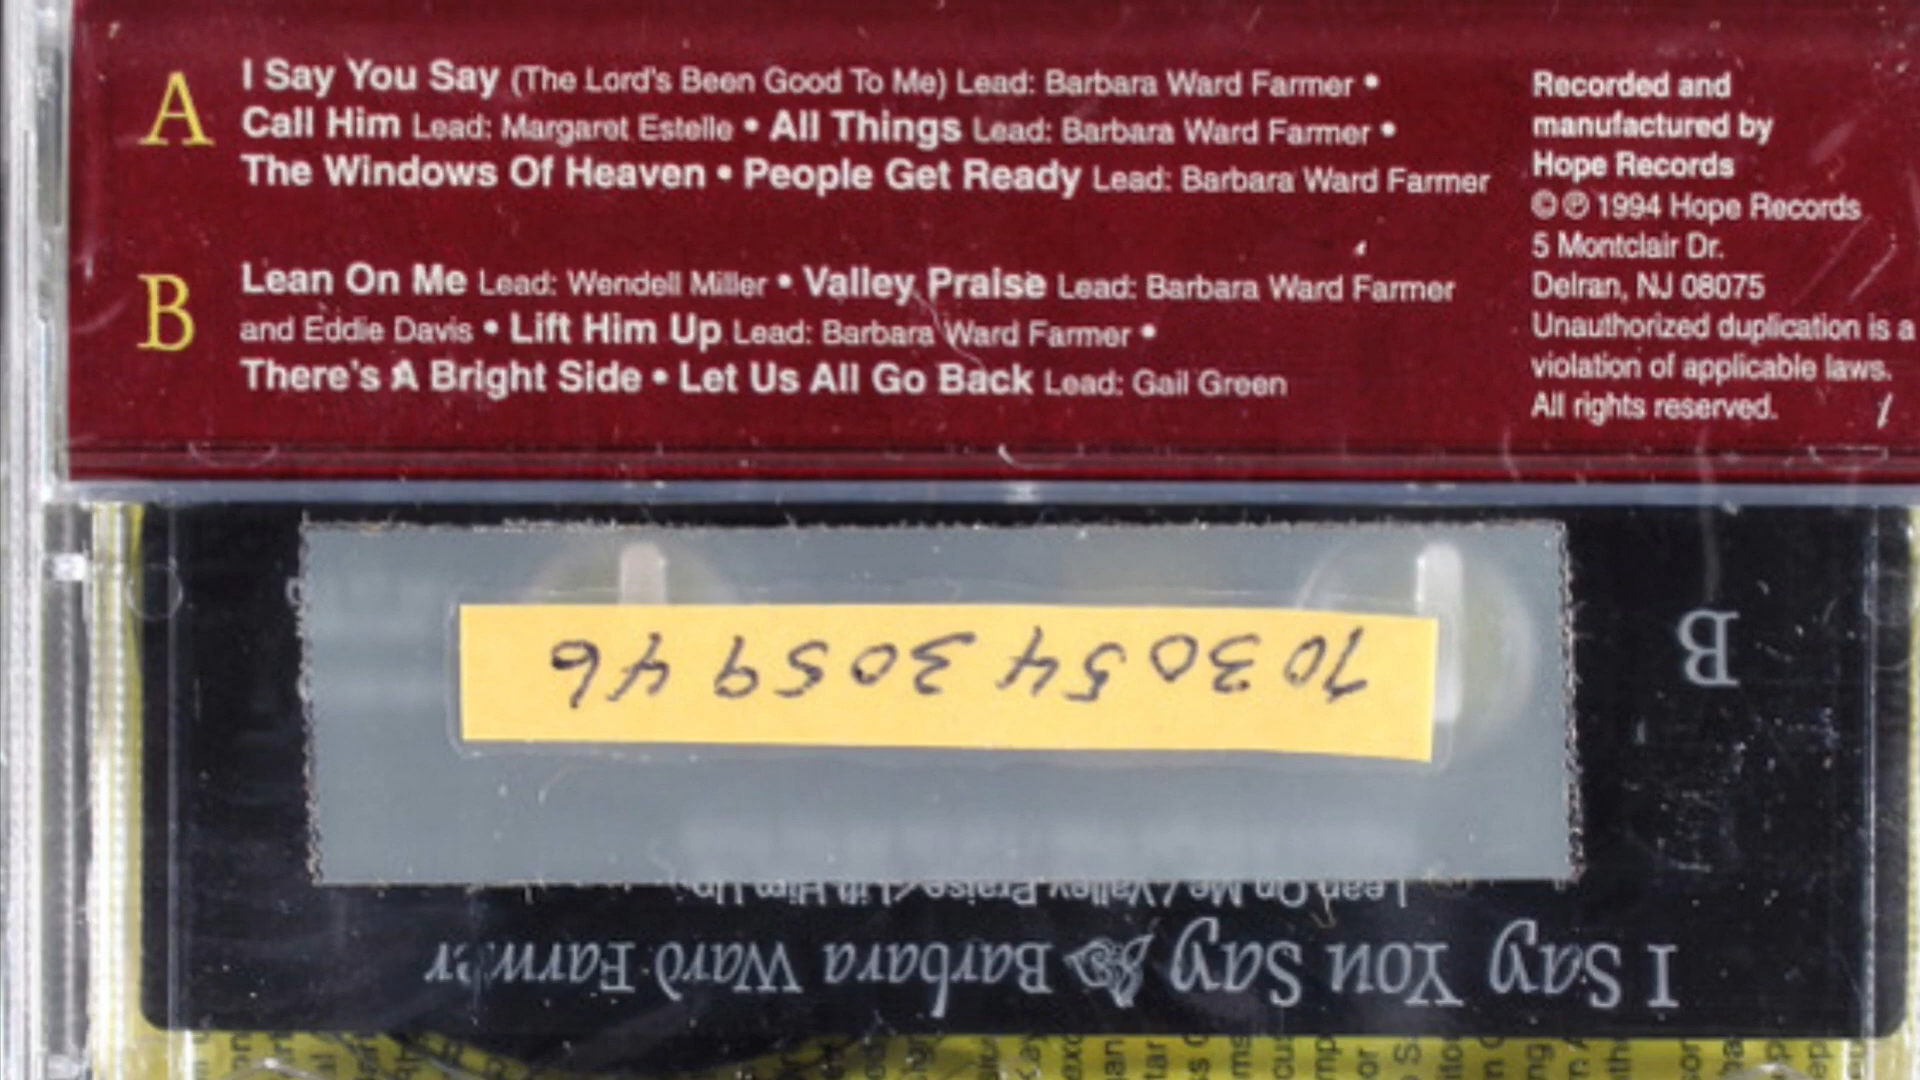 A
I Say You Say (The Lord's Been Good To Me) Lead: Barbara Ward Farmer •
Call Him Lead: Margaret Estelle • All Things Lead: Barbara Ward Farmer •
The Windows Of Heaven • People Get Ready Lead: Barbara Ward Farmer
B
Lean On Me Lead: Wendell Miller • Valley Praise Lead: Barbara Ward Farmer
and Eddie Davis • Lift Him Up Lead: Barbara Ward Farmer •
There's A Bright Side • Let Us All Go Back Lead: Gail Green
Recorded and
manufactured by
Hope Records
© ℗ 1994 Hope Records
5 Montclair Dr.
Delran, NJ 08075
Unauthorized duplication is a
violation of applicable laws.
All rights reserved.
I Say You Say Barbara Ward Farmer
Lean On Me / Valley Praise / Lift Him Up
B
703054 305946